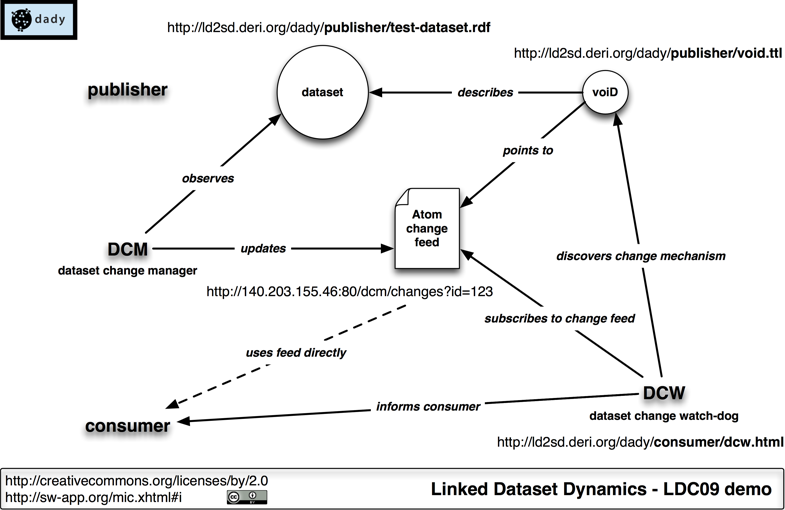 dady
http://ld2sd.deri.org/dady/publisher/test-dataset.rdf
http://ld2sd.deri.org/dady/publisher/void.ttl
publisher
dataset
describes
voiD
points to
observes
Atom
change
feed
DCM
updates
dataset change manager
discovers change mechanism
http://140.203.155.46:80/dcm/changes?id=123
subscribes to change feed
uses feed directly
DCW
informs consumer
dataset change watch-dog
consumer
http://ld2sd.deri.org/dady/consumer/dcw.html
http://creativecommons.org/licenses/by/2.0
http://sw-app.org/mic.xhtml#i
cc
BY
Linked Dataset Dynamics - LDC09 demo